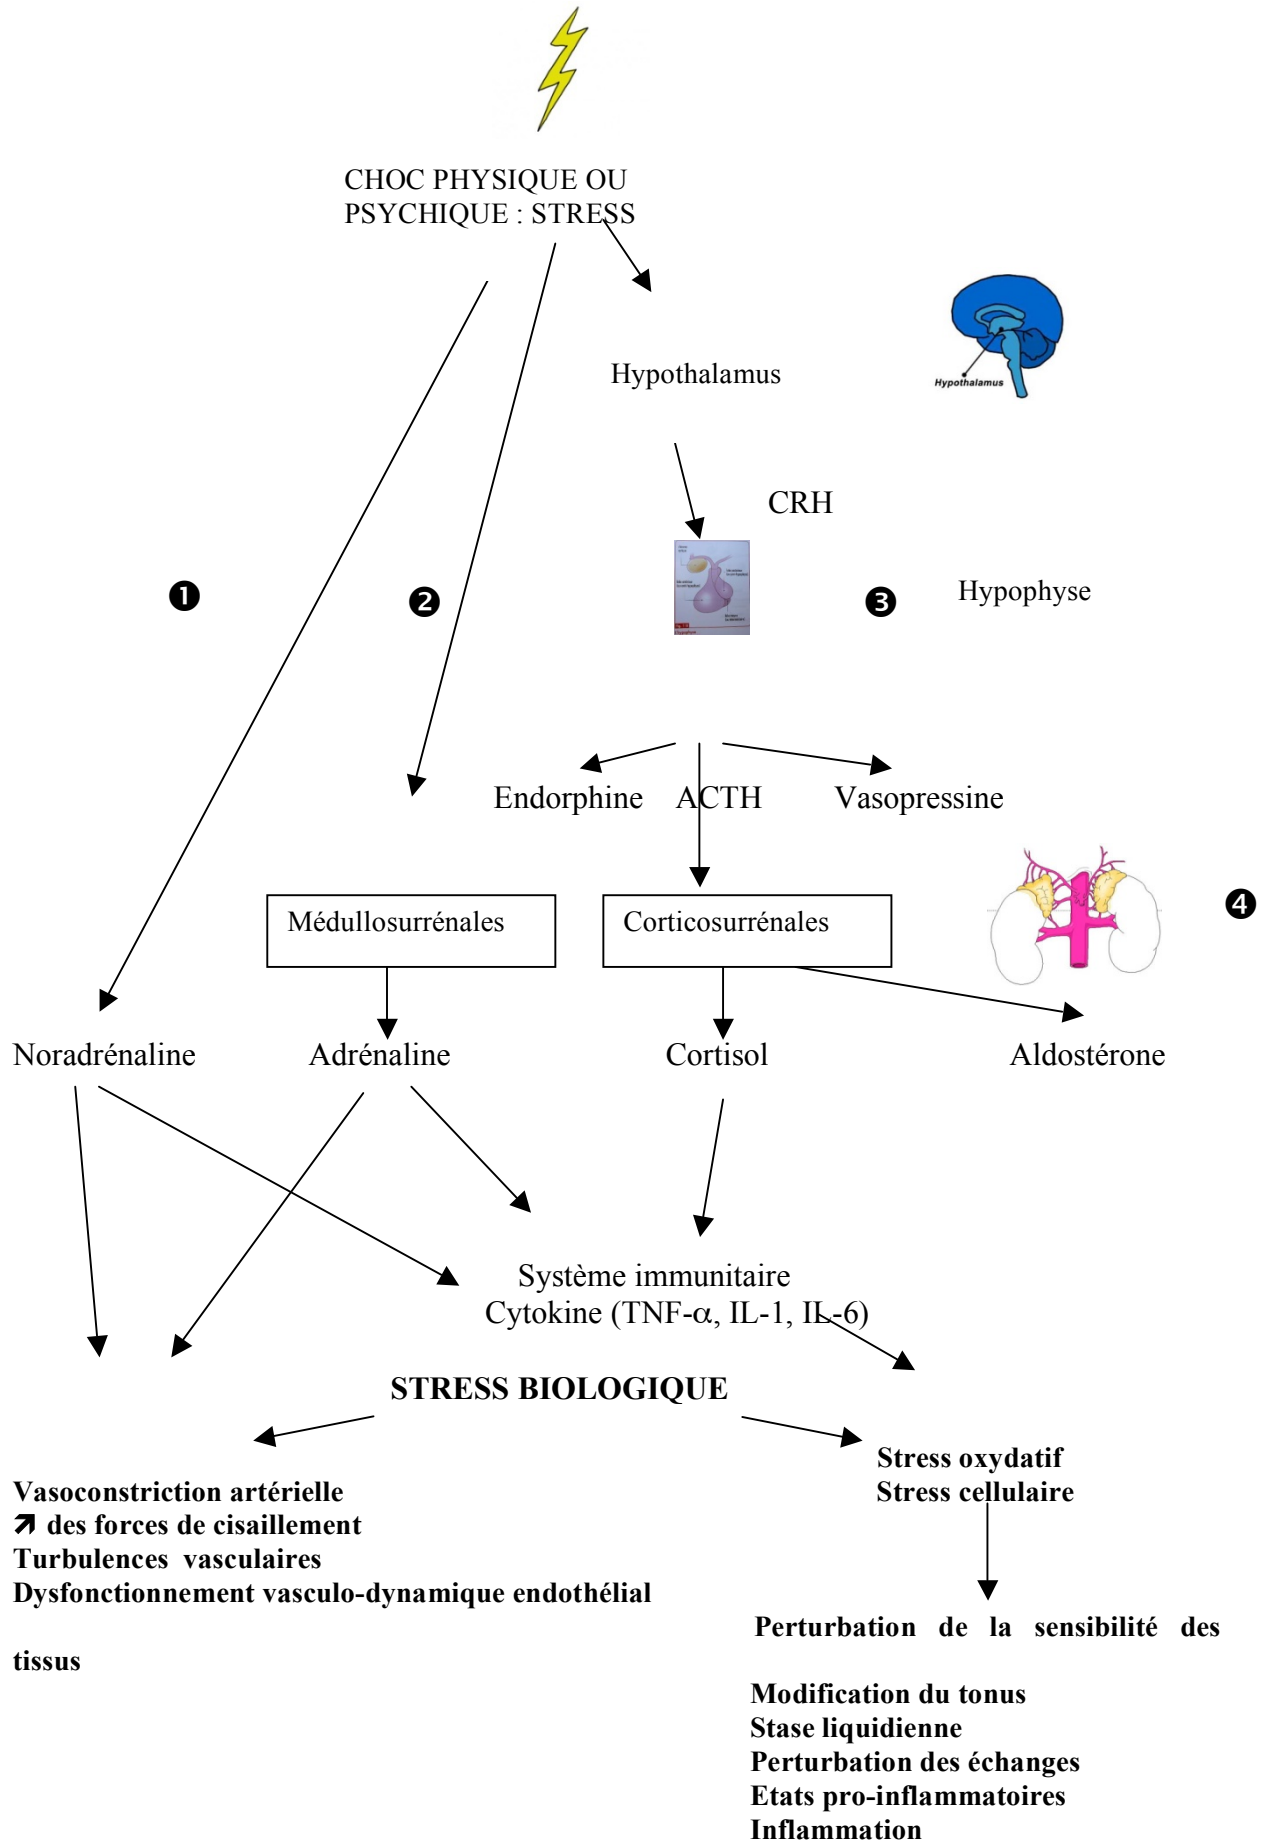 CHOC PHYSIQUE OU
PSYCHIQUE : STRESS
Hypothalamus
Hypothalamus
CRH
❶
❷
❸
Hypophyse
Endorphine
ACTH
Vasopressine
❹
Médullosurrénales
Corticosurrénales
Noradrénaline
Adrénaline
Cortisol
Aldostérone
Système immunitaire
Cytokine (TNF-α, IL-1, IL-6)
STRESS BIOLOGIQUE
Stress oxydatif
Stress cellulaire
Vasoconstriction artérielle
↗ des forces de cisaillement
Turbulences vasculaires
Dysfonctionnement vasculo-dynamique endothélial
Perturbation de la sensibilité des
tissus
Modification du tonus
Stase liquidienne
Perturbation des échanges
Etats pro-inflammatoires
Inflammation